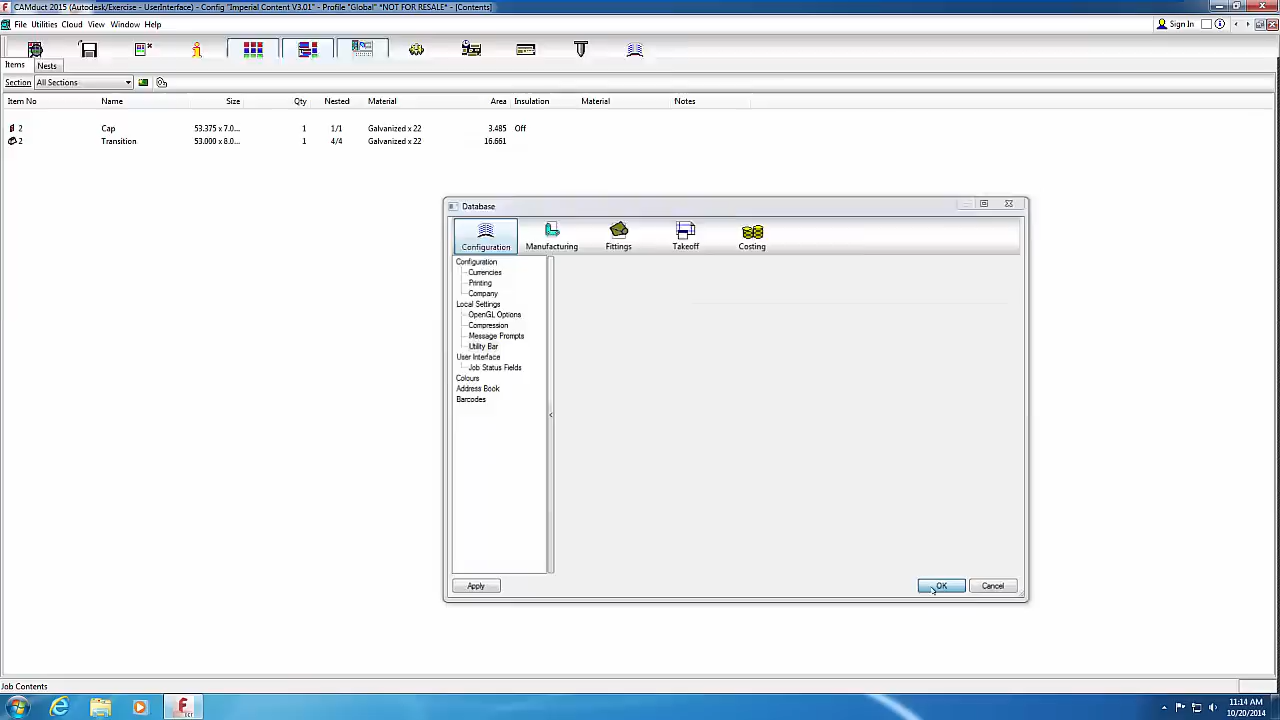 CAMduct 2015 (Autodesk/Exercise - UserInterface) - Config "Imperial Content V3.01" - Profile "Global" *NOT FOR RESALE* - [Contents]
File Utilities Cloud View Window Help Sign In
Items Nests
Section All Sections
Item No Name Size Qty Nested Material Area Insulation Material Notes
2 Cap 53.375 x 7.0... 1 1/1 Galvanized x 22 3.485 Off
2 Transition 53.000 x 8.0... 1 4/4 Galvanized x 22 16.661
Database
Configuration Manufacturing Fittings Takeoff Costing
Configuration
Currencies
Printing
Company
Local Settings
OpenGL Options
Compression
Message Prompts
Utility Bar
User Interface
Job Status Fields
Colours
Address Book
Barcodes
Apply OK Cancel
Job Contents
11:14 AM
10/20/2014